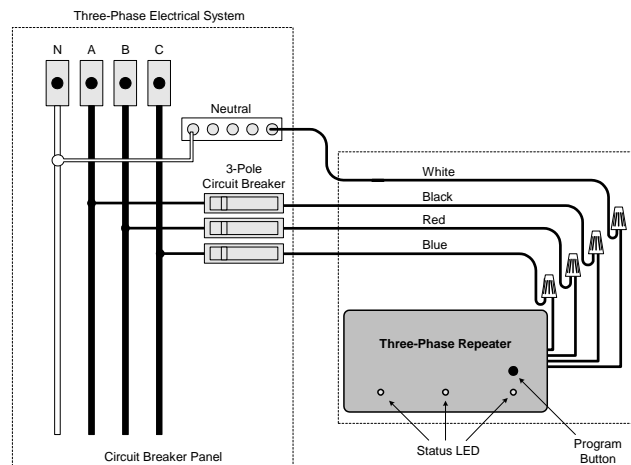 Three-Phase Electrical System
N A B C
Neutral
3-Pole
Circuit Breaker
White
Black
Red
Blue
Three-Phase Repeater
Status LED
Program
Button
Circuit Breaker Panel